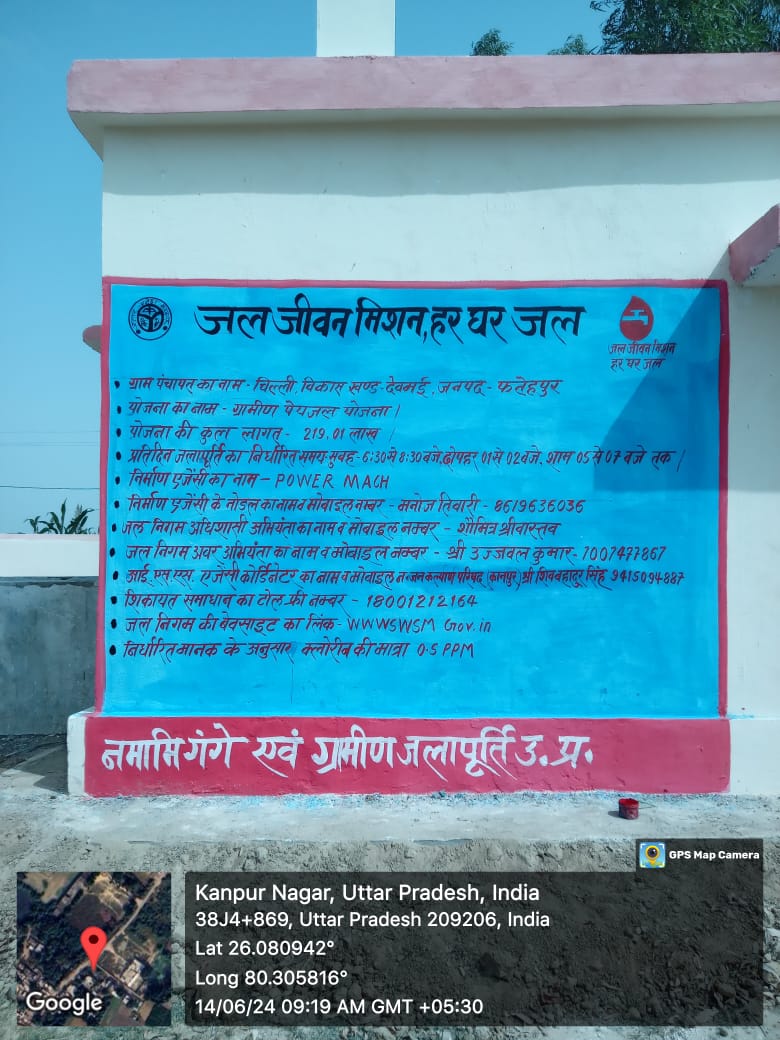 जल जीवन मिशन, हर घर जल
जल जीवन मिशन
हर घर जल
• ग्राम पंचायत का नाम - चिल्ली, विकास खण्ड - देवमई, जनपद - फतेहपुर
• योजना का नाम - ग्रामीण पेयजल योजना।
• योजना की कुल लागत - 219.01 लाख
• प्रतिदिन जलापूर्ति का निर्धारित समय-सुबह - 6:30 से 8:30 बजे, दोपहर 01 से 02 बजे, शाम 05 से 07 बजे तक।
• निर्माण एजेंसी का नाम - POWER MACH
• निर्माण एजेंसी के नोडल का नाम व मोबाइल नम्बर - मनोज तिवारी - 8619636036
• जल निगम अधिशासी अभियंता का नाम व मोबाइल नम्बर - शौमित्र श्रीवास्तव
• जल निगम अवर अभियंता का नाम व मोबाइल नम्बर - श्री उज्जवल कुमार - 7007477867
• आई.एस.एस. एजेंसी कोर्डिनेटर का नाम व मोबाइल नं० जन कल्याण परिषद (कानपुर) श्री शिव बहादुर सिंह 9415094887
• शिकायत समाधान का टोल फ्री नम्बर - 18001212164
• जल निगम की वेवसाइट का लिंक - WWWSWSM Gov.in
• निर्धारित मानक के अनुसार क्लोरीन की मात्रा 0.5 PPM
नमामि गंगे एवं ग्रामीण जलापूर्ति उ.प्र.
GPS Map Camera
Kanpur Nagar, Uttar Pradesh, India
38J4+869, Uttar Pradesh 209206, India
Lat 26.080942°
Long 80.305816°
14/06/24 09:19 AM GMT +05:30
Google